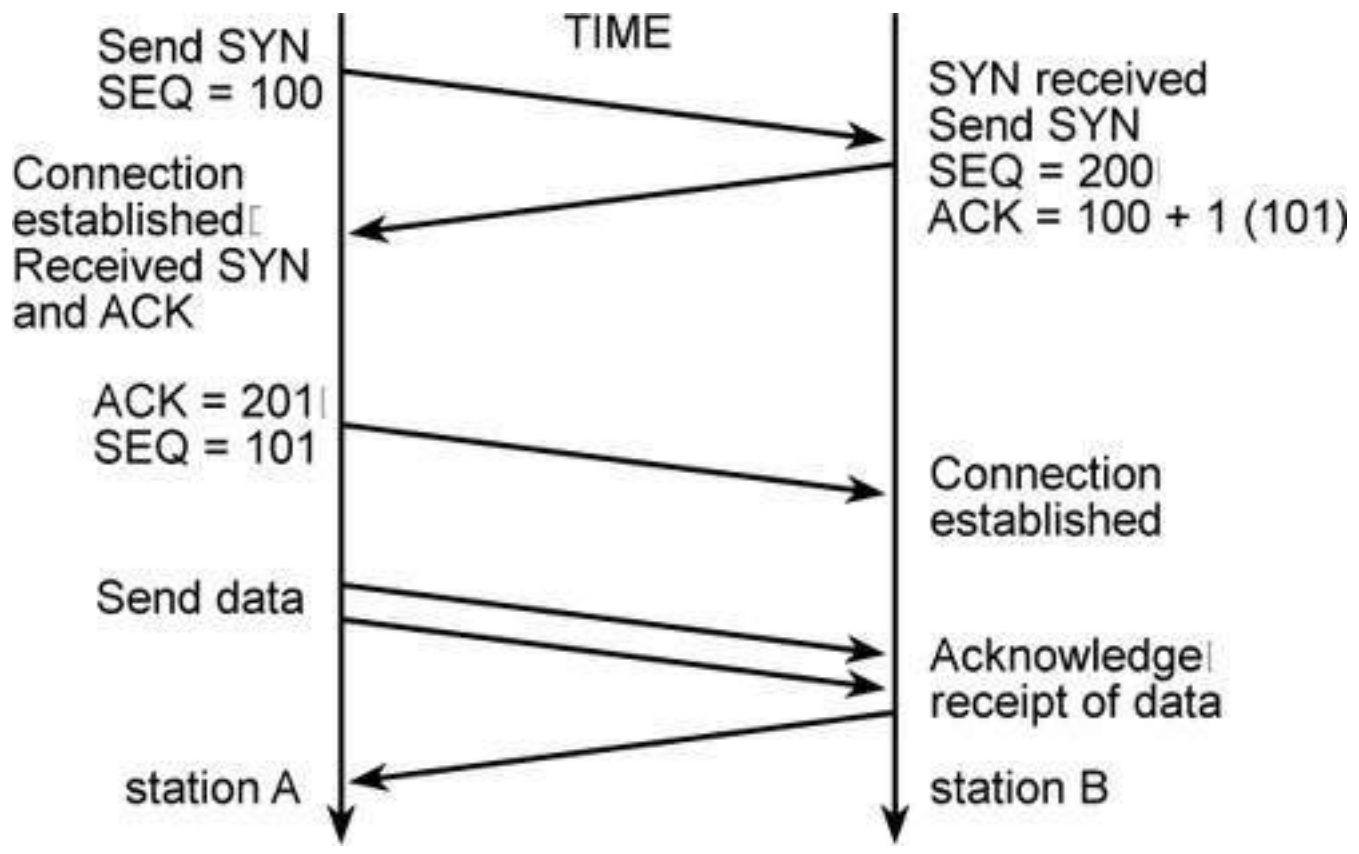 TIME
Send SYN
SEQ = 100
SYN received
Send SYN
SEQ = 200
ACK = 100 + 1 (101)
Connection
established
Received SYN
and ACK
ACK = 201
SEQ = 101
Connection
established
Send data
Acknowledge
receipt of data
station A
station B